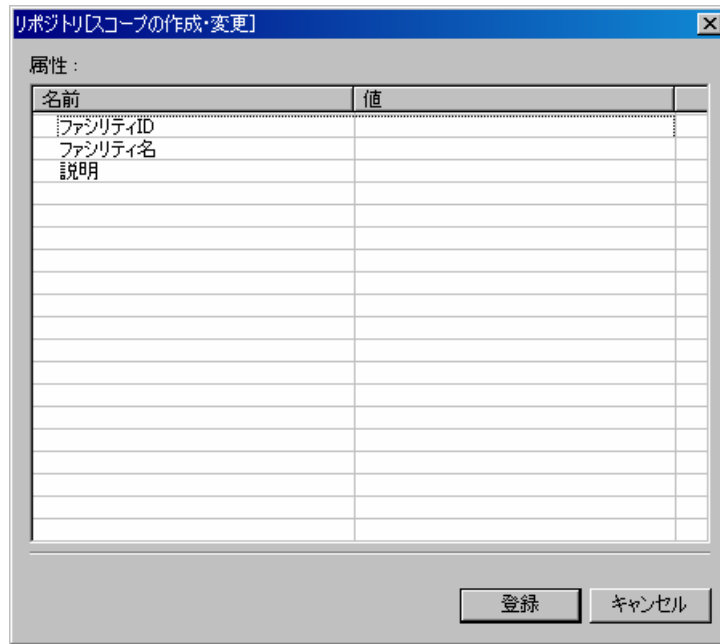 リポジトリ[スコープの作成・変更]
属性：
名前 値
ファシリティID
ファシリティ名
説明
登録 キャンセル